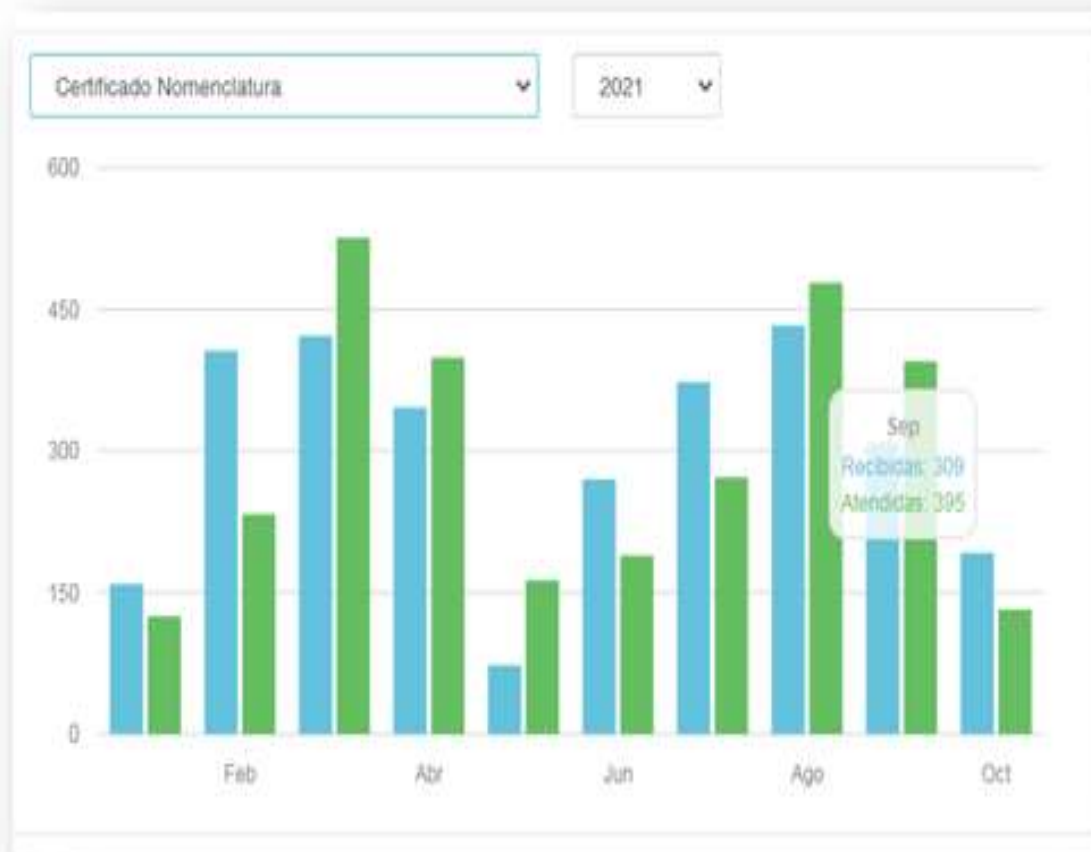 Certificado Nomenclatura
2021
600
450
300
150
0
Sep
Recibidas: 309
Atendidas: 395
Feb Abr Jun Ago Oct